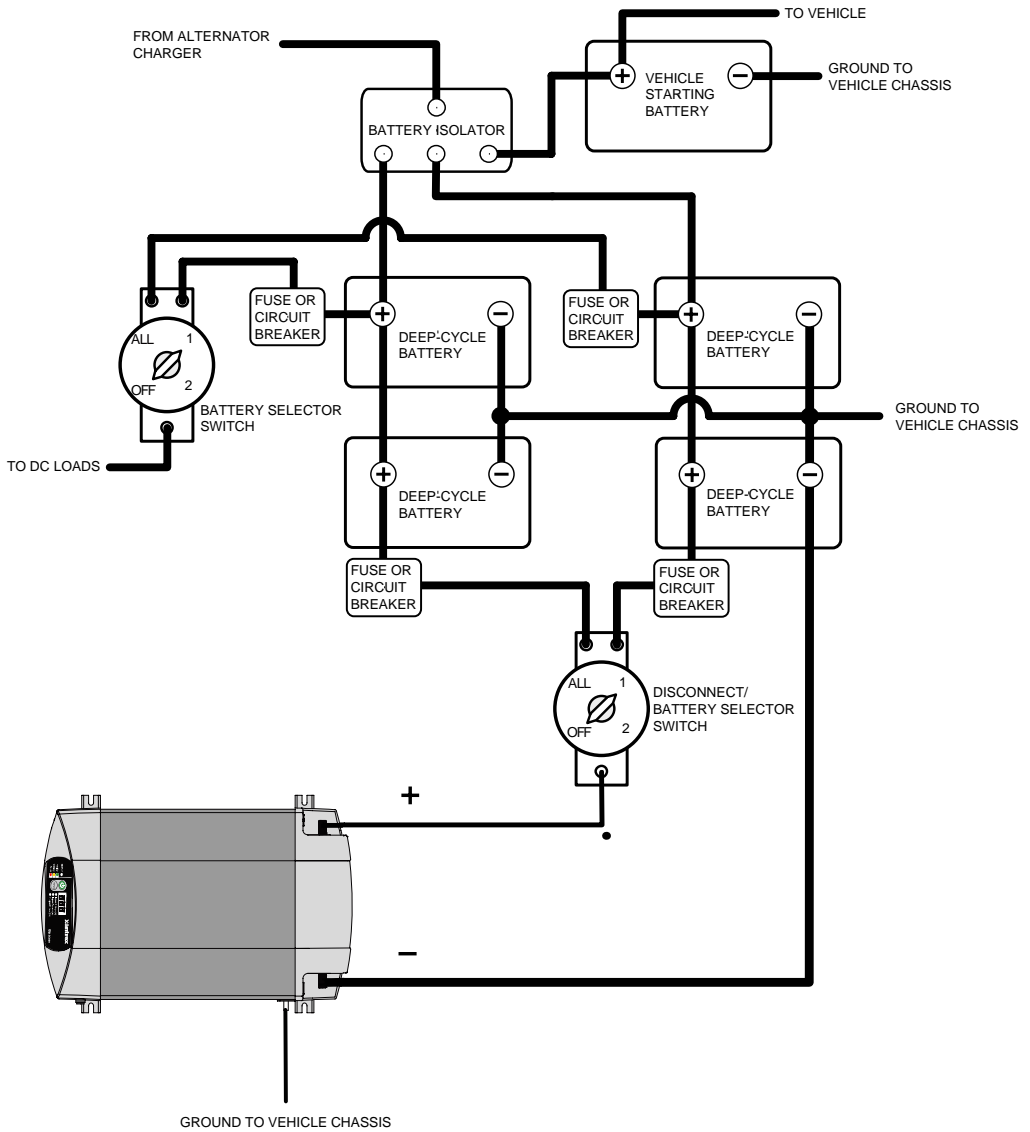 TO VEHICLE
FROM ALTERNATOR
CHARGER
+
VEHICLE
STARTING
BATTERY
−
GROUND TO
VEHICLE CHASSIS
BATTERY ISOLATOR
FUSE OR
CIRCUIT
BREAKER
+
−
DEEP-CYCLE
BATTERY
FUSE OR
CIRCUIT
BREAKER
+
−
DEEP-CYCLE
BATTERY
ALL 1
OFF 2
BATTERY SELECTOR
SWITCH
GROUND TO
VEHICLE CHASSIS
TO DC LOADS
+
−
DEEP-CYCLE
BATTERY
+
−
DEEP-CYCLE
BATTERY
FUSE OR
CIRCUIT
BREAKER
FUSE OR
CIRCUIT
BREAKER
ALL 1
OFF 2
DISCONNECT/
BATTERY SELECTOR
SWITCH
+
−
GROUND TO VEHICLE CHASSIS